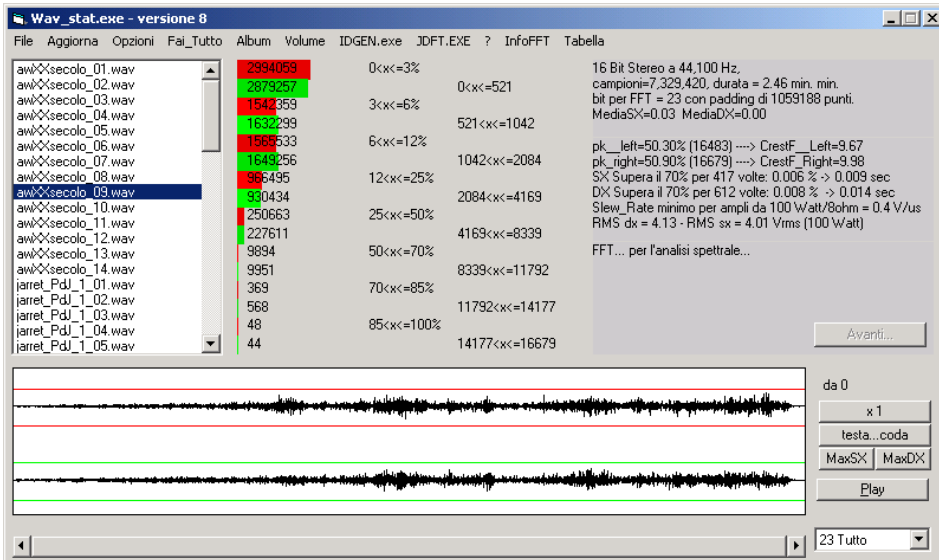 Wav_stat.exe - versione 8
File Aggiorna Opzioni Fai_Tutto Album Volume IDGEN.exe JDFT.EXE ? InfoFFT Tabella
awXXsecolo_01.wav
awXXsecolo_02.wav
awXXsecolo_03.wav
awXXsecolo_04.wav
awXXsecolo_05.wav
awXXsecolo_06.wav
awXXsecolo_07.wav
awXXsecolo_08.wav
awXXsecolo_09.wav
awXXsecolo_10.wav
awXXsecolo_11.wav
awXXsecolo_12.wav
awXXsecolo_13.wav
awXXsecolo_14.wav
jarret_PdJ_1_01.wav
jarret_PdJ_1_02.wav
jarret_PdJ_1_03.wav
jarret_PdJ_1_04.wav
jarret_PdJ_1_05.wav
2994059 0<x<=3%
2879257 0<x<=521
1542359 3<x<=6%
1632299 521<x<=1042
1565533 6<x<=12%
1649256 1042<x<=2084
966495 12<x<=25%
930434 2084<x<=4169
250663 25<x<=50%
227611 4169<x<=8339
9894 50<x<=70%
9951 8339<x<=11792
369 70<x<=85%
568 11792<x<=14177
48 85<x<=100%
44 14177<x<=16679
16 Bit Stereo a 44,100 Hz,
campioni=7,329,420, durata = 2.46 min. min.
bit per FFT = 23 con padding di 1059188 punti.
MediaSX=0.03 MediaDX=0.00
pk__left=50.30% (16483) ----> CrestF__Left=9.67
pk_right=50.90% (16679) ----> CrestF_Right=9.98
SX Supera il 70% per 417 volte: 0.006 % -> 0.009 sec
DX Supera il 70% per 612 volte: 0.008 % -> 0.014 sec
Slew_Rate minimo per ampli da 100 Watt/8ohm = 0.4 V/us
RMS dx = 4.13 - RMS sx = 4.01 Vrms (100 Watt)
FFT... per l'analisi spettrale...
Avanti...
da 0
x 1
testa...coda
MaxSX MaxDX
Play
23 Tutto